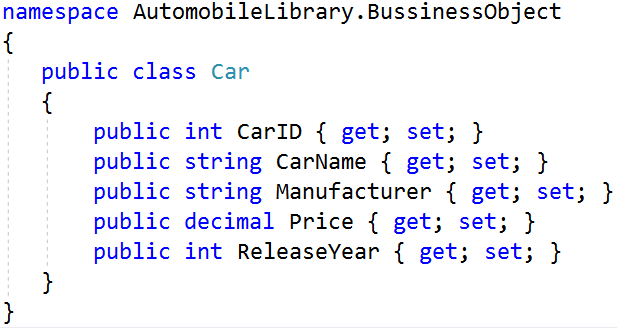 namespace AutomobileLibrary.BussinessObject
{
public class Car
{
public int CarID { get; set; }
public string CarName { get; set; }
public string Manufacturer { get; set; }
public decimal Price { get; set; }
public int ReleaseYear { get; set; }
}
}